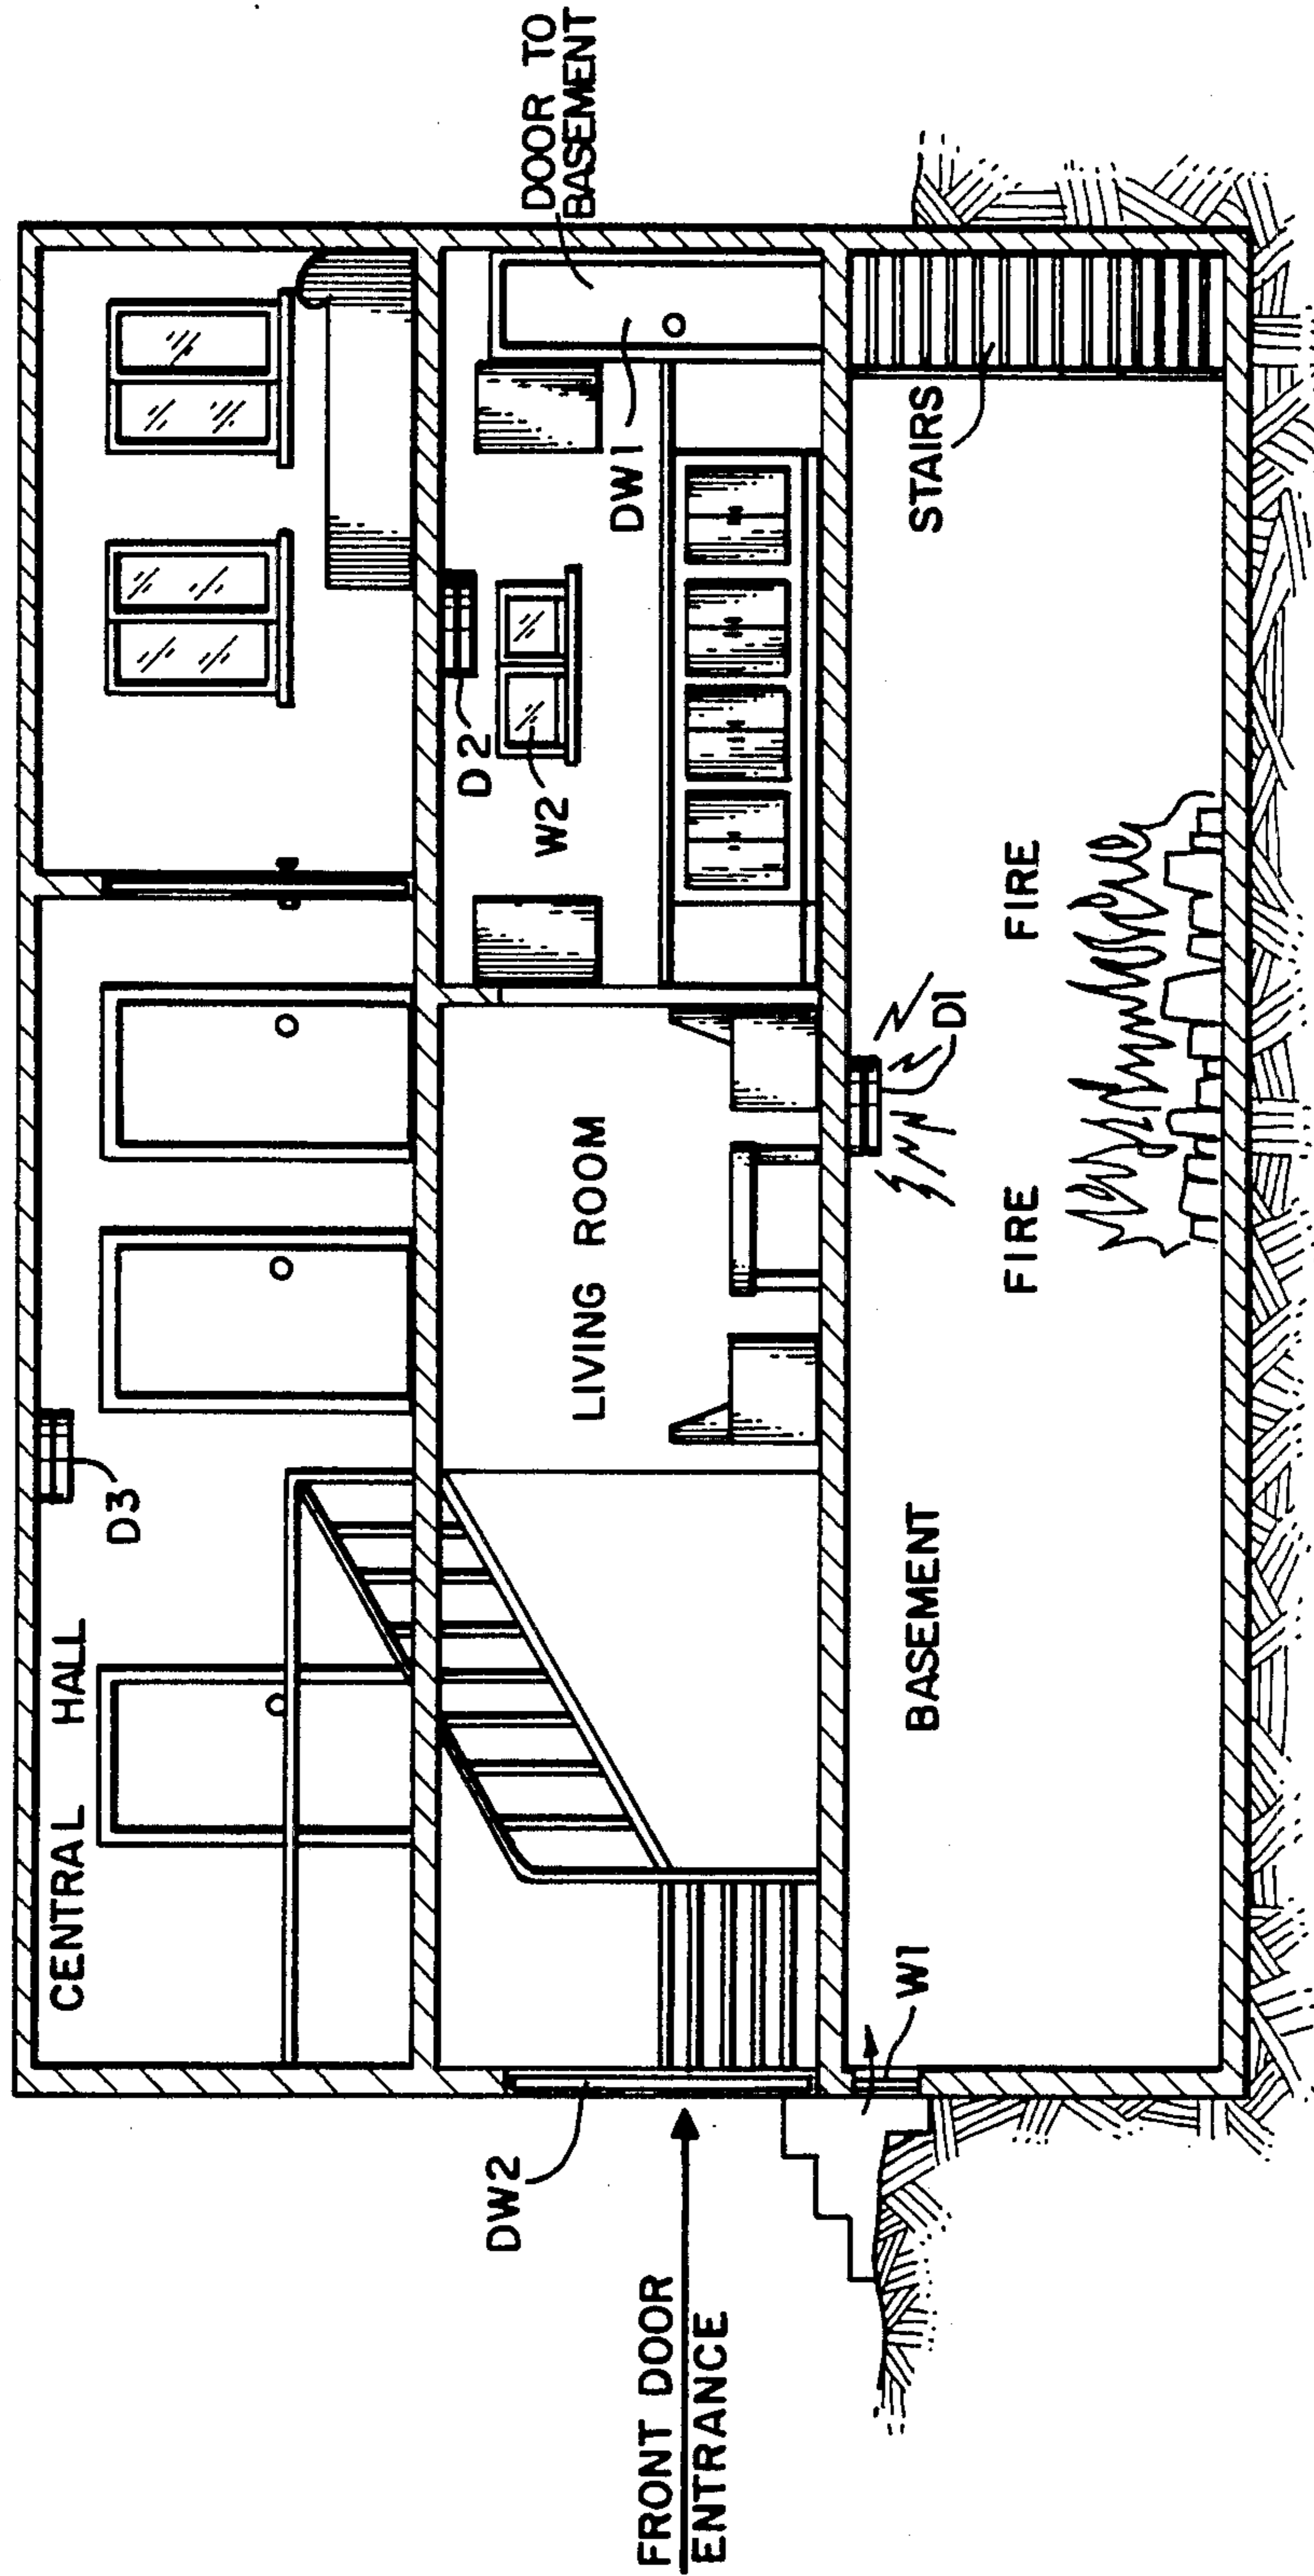 CENTRAL HALL
D3
D2
W2
DOOR TO
BASEMENT
DW1
LIVING ROOM
DW2
FRONT DOOR
ENTRANCE
W1
BASEMENT
D1
STAIRS
FIRE FIRE